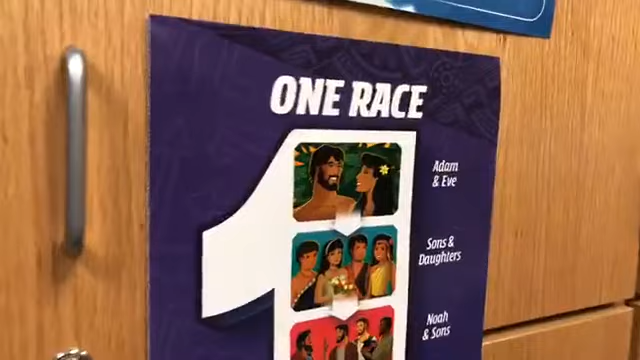 ONE RACE
1
Adam
& Eve
Sons &
Daughters
Noah
& Sons